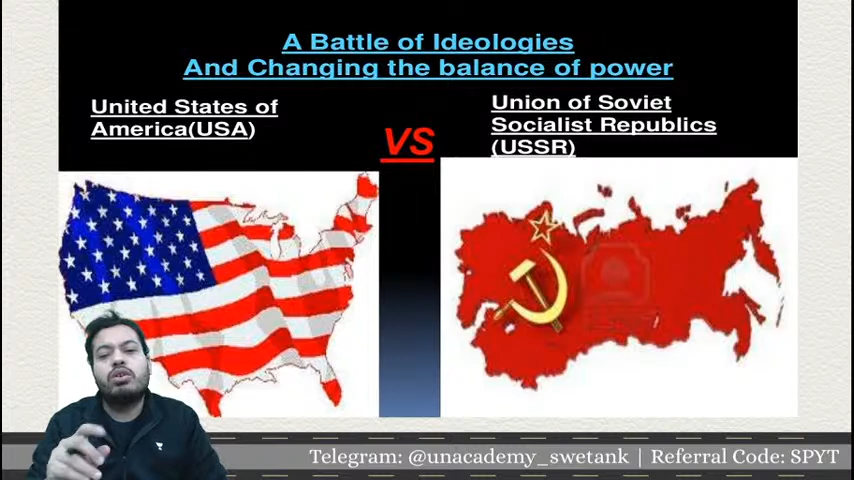 A Battle of Ideologies
And Changing the balance of power
United States of
America(USA)
VS
Union of Soviet
Socialist Republics
(USSR)
Telegram: @unacademy_swetank | Referral Code: SPYT